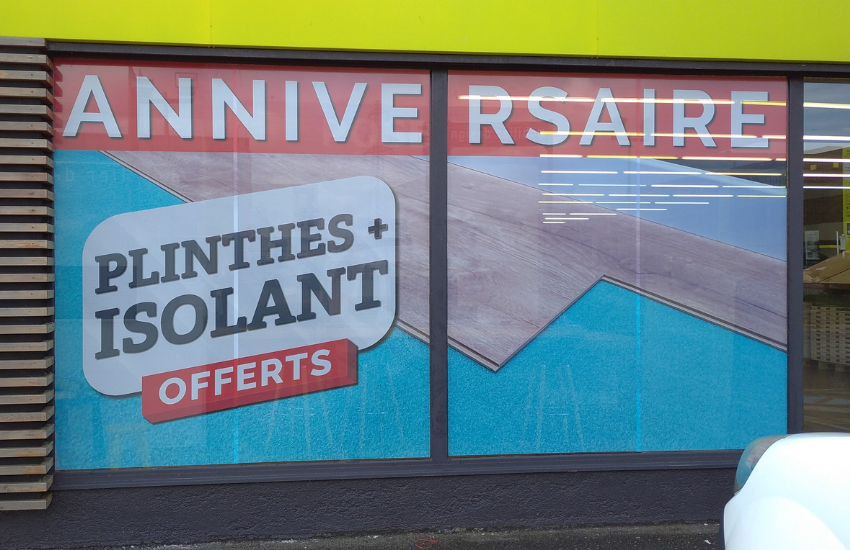 ANNIVERSAIRE
PLINTHES +
ISOLANT
OFFERTS